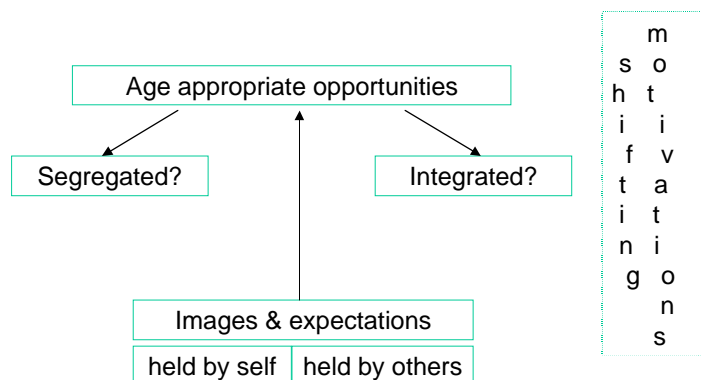 Age appropriate opportunities
Segregated?
Integrated?
Images & expectations
held by self
held by others
shifting
motivations